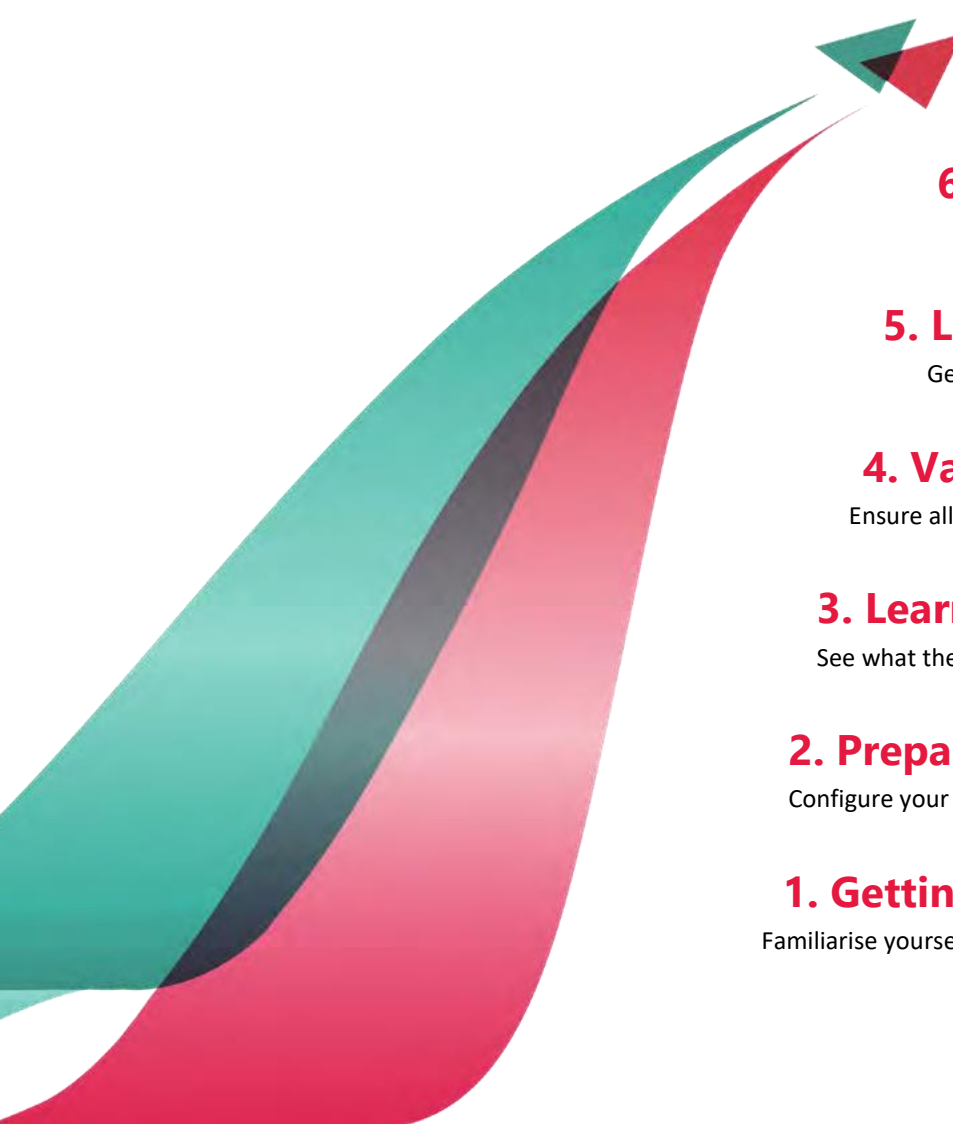 6
5. L
Ge
4. Va
Ensure all
3. Lear
See what the
2. Prepa
Configure your
1. Gettin
Familiarise yourse